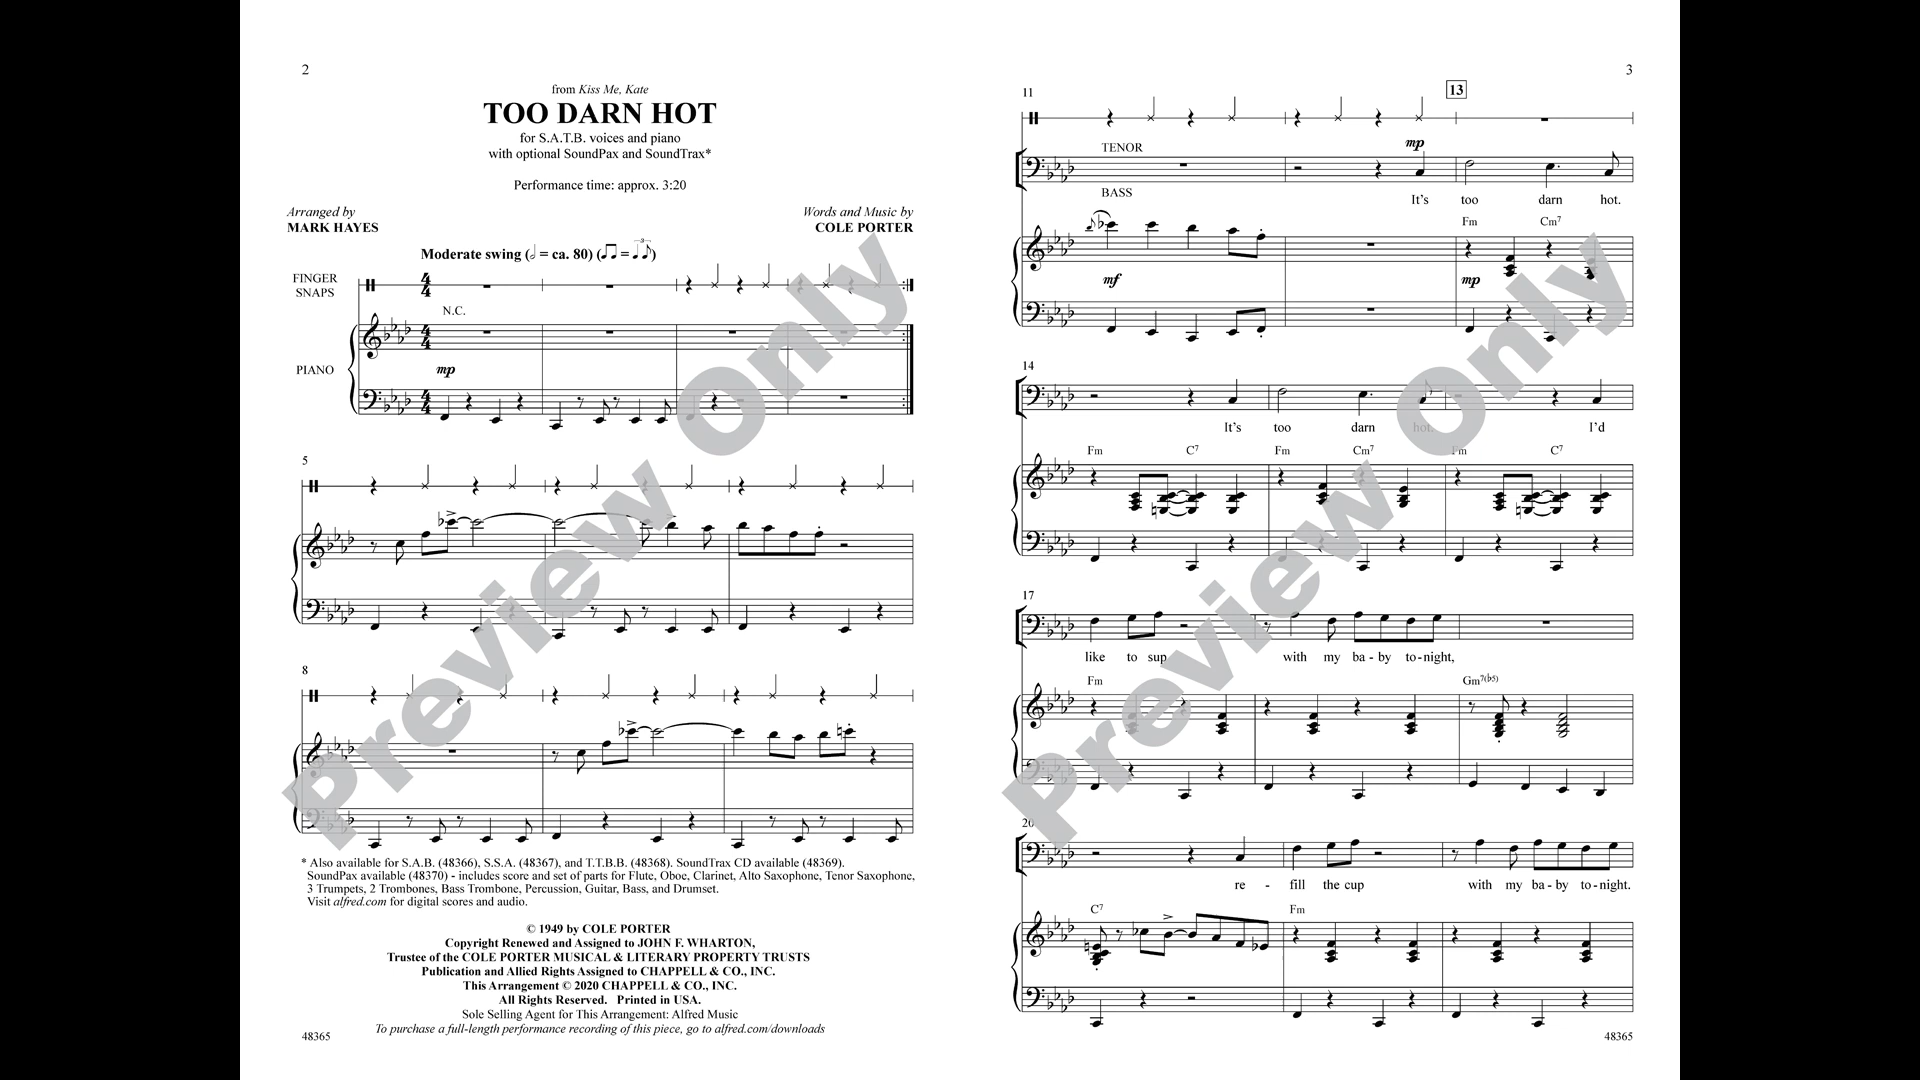 2
from Kiss Me, Kate
TOO DARN HOT
for S.A.T.B. voices and piano
with optional SoundPax and SoundTrax*
Performance time: approx. 3:20
Arranged by
MARK HAYES
Words and Music by
COLE PORTER
Moderate swing (𝅗𝅥 = ca. 80) (♫ = ♩ ♪)
3
FINGER
SNAPS
4
4
N.C.
PIANO
mp
4
4
4
4
5
8
* Also available for S.A.B. (48366), S.S.A. (48367), and T.T.B.B. (48368). SoundTrax CD available (48369).
SoundPax available (48370) - includes score and set of parts for Flute, Oboe, Clarinet, Alto Saxophone, Tenor Saxophone,
3 Trumpets, 2 Trombones, Bass Trombone, Percussion, Guitar, Bass, and Drumset.
Visit alfred.com for digital scores and audio.
© 1949 by COLE PORTER
Copyright Renewed and Assigned to JOHN F. WHARTON,
Trustee of the COLE PORTER MUSICAL & LITERARY PROPERTY TRUSTS
Publication and Allied Rights Assigned to CHAPPELL & CO., INC.
This Arrangement © 2020 CHAPPELL & CO., INC.
All Rights Reserved. Printed in USA.
Sole Selling Agent for This Arrangement: Alfred Music
To purchase a full-length performance recording of this piece, go to alfred.com/downloads
48365
Preview Only
3
11
13
TENOR
mp
BASS
It's too darn hot.
Fm Cm7
mf
mp
14
It's too darn hot. I'd
Fm C7 Fm Cm7 Fm C7
17
like to sup with my ba - by to - night,
Fm Gm7(♭5)
20
re - fill the cup with my ba - by to - night.
C7 Fm
48365
Preview Only